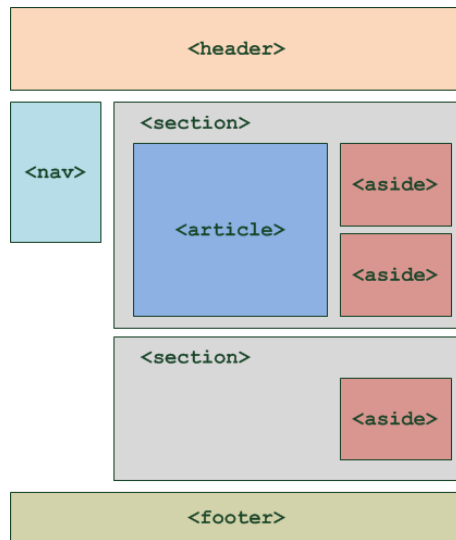 <header>
<nav>
<section>
<article>
<aside>
<aside>
<section>
<aside>
<footer>